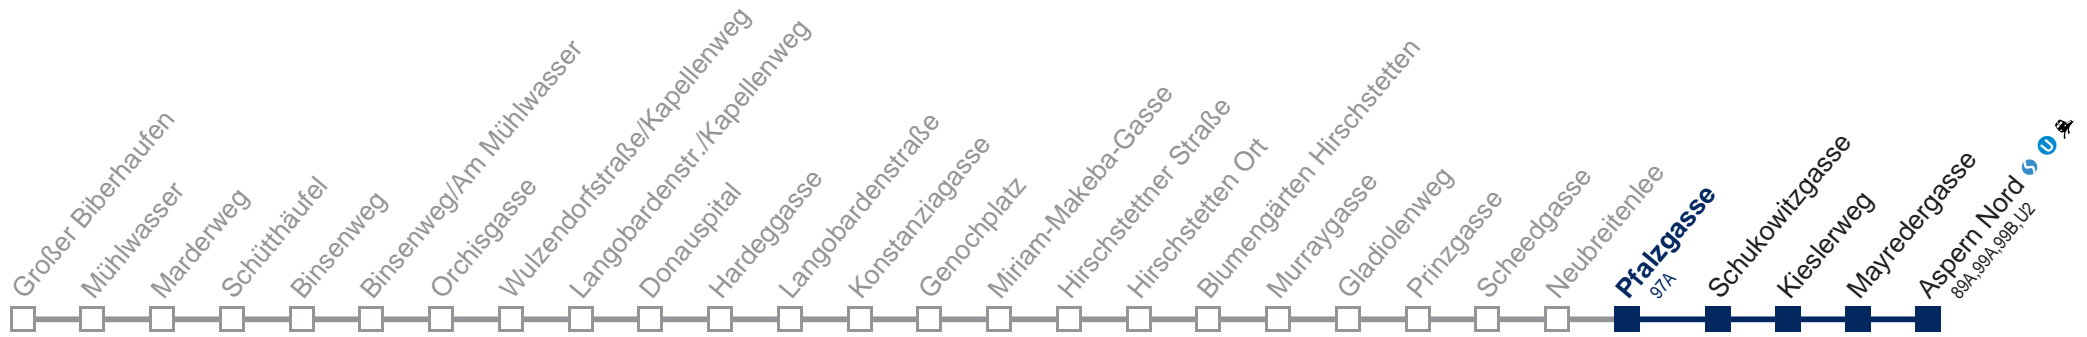 Großer Biberhaufen
Mühlwasser
Marderweg
Schütthäufel
Binsenweg
Binsenweg/Am Mühlwasser
Orchisgasse
Wulzendorfstraße/Kapellenweg
Langobardenstr./Kapellenweg
Donauspital
Hardeggasse
Langobardenstraße
Konstanziagasse
Genochplatz
Miriam-Makeba-Gasse
Hirschstettner Straße
Hirschstetten Ort
Blumengärten Hirschstetten
Murraygasse
Gladiolenweg
Prinzgasse
Scheedgasse
Neubreitenlee
Pfalzgasse
97A
Schukowitzgasse
Kieslerweg
Mayredergasse
Aspern Nord U
89A,99A,99B,U2